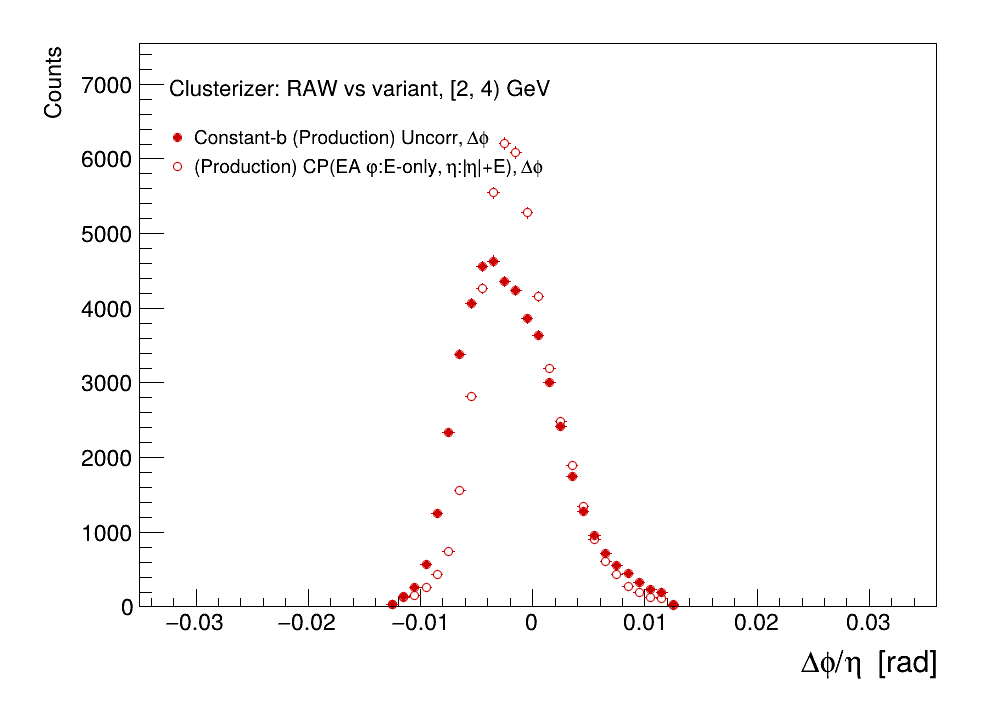 Counts
7000
6000
5000
4000
3000
2000
1000
0
Clusterizer: RAW vs variant, [2, 4) GeV
Constant-b (Production) Uncorr, Δϕ
(Production) CP(EA φ:E-only, η:|η|+E), Δϕ
−0.03 −0.02 −0.01 0 0.01 0.02 0.03
Δϕ/η [rad]